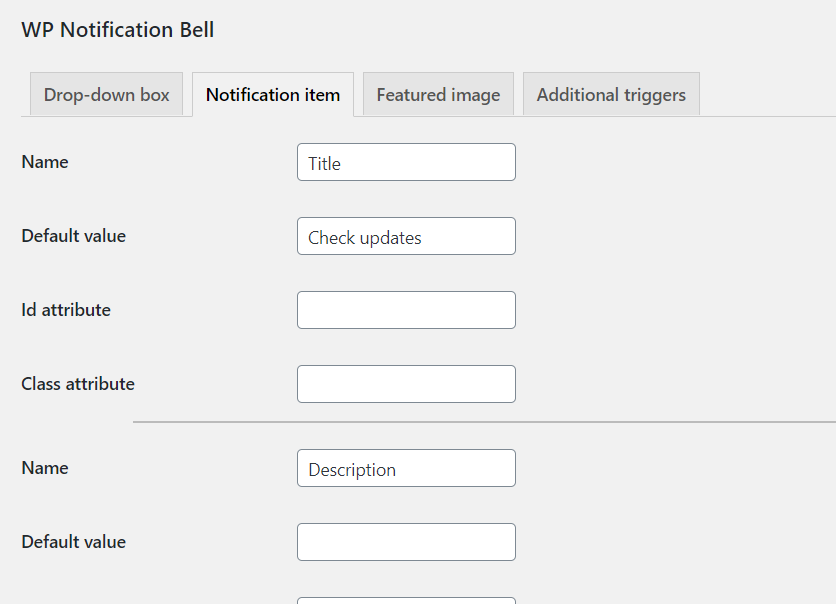 WP Notification Bell
Drop-down box Notification item Featured image Additional triggers
Name Title
Default value Check updates
Id attribute
Class attribute
Name Description
Default value